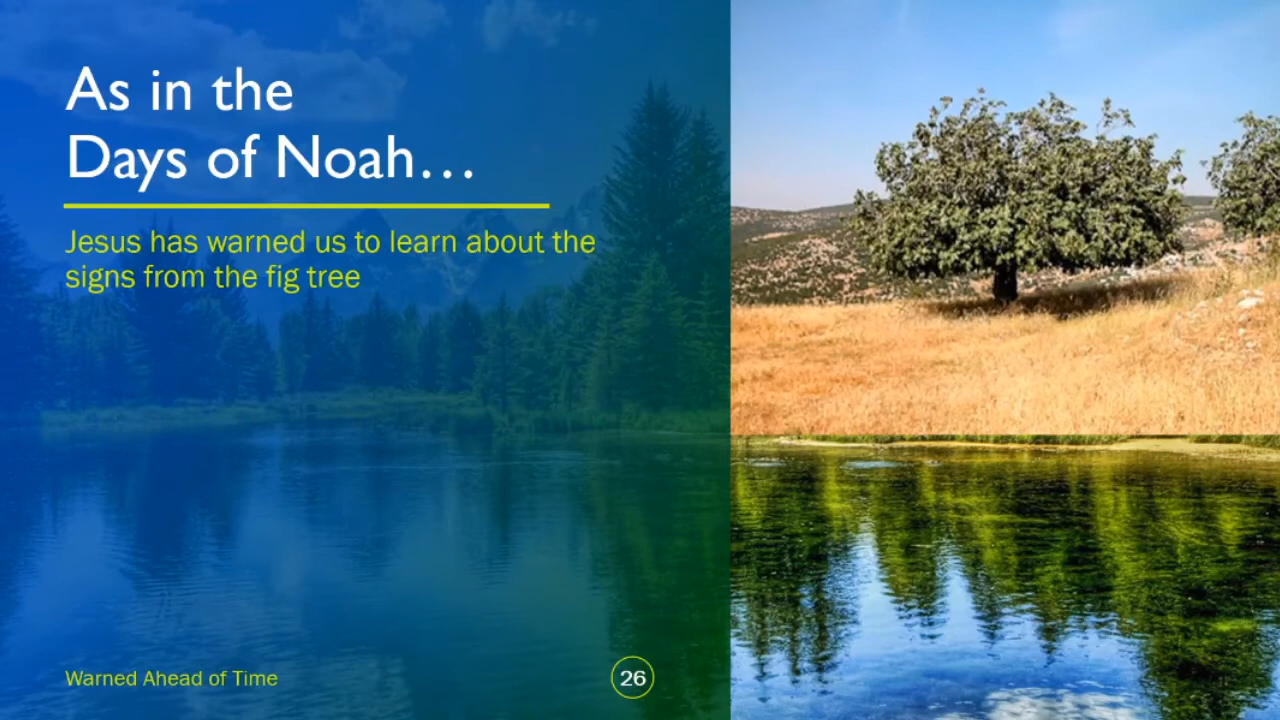 As in the
Days of Noah…
Jesus has warned us to learn about the
signs from the fig tree
Warned Ahead of Time
26